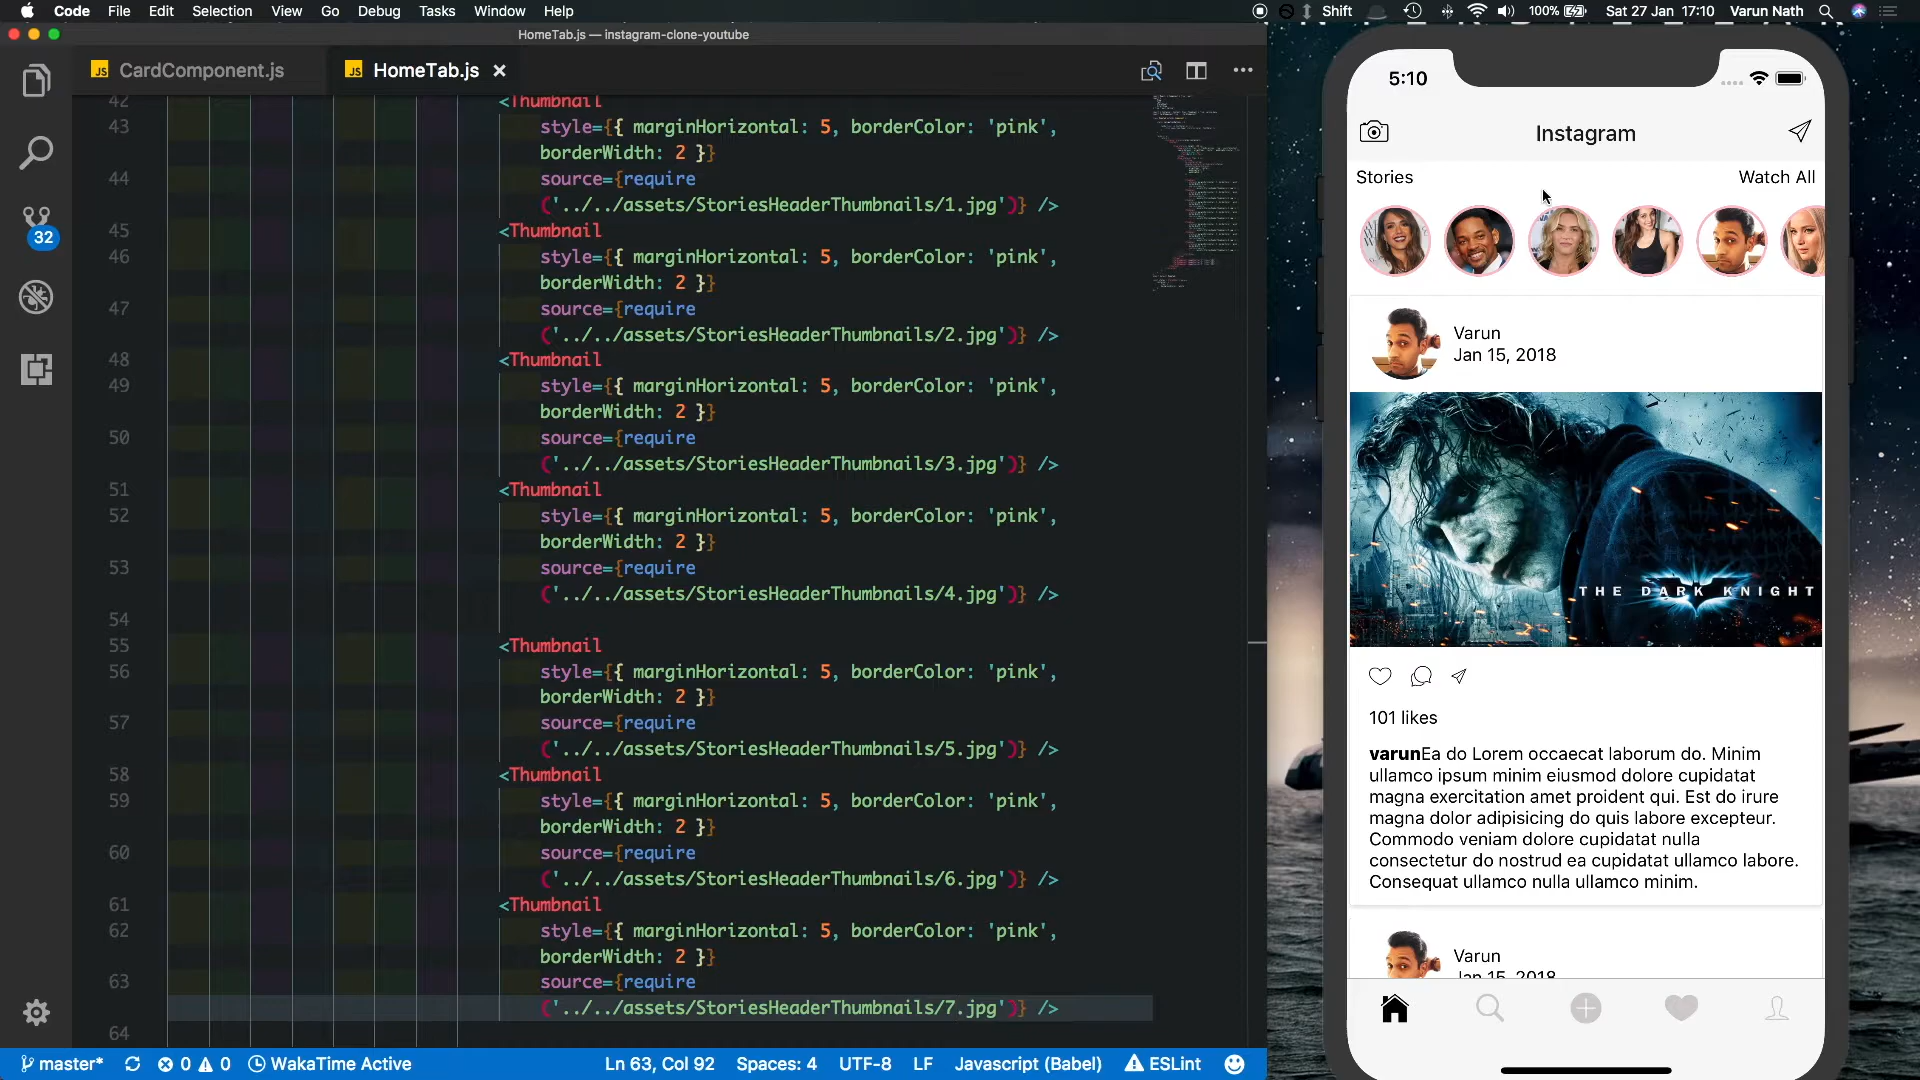 Code File Edit Selection View Go Debug Tasks Window Help Shift 100% Sat 27 Jan 17:10 Varun Nath
HomeTab.js — instagram-clone-youtube
JS CardComponent.js JS HomeTab.js ×
42 <Thumbnail
43 style={{ marginHorizontal: 5, borderColor: 'pink',
borderWidth: 2 }}
44 source={require
('../../assets/StoriesHeaderThumbnails/1.jpg')} />
45 <Thumbnail
46 style={{ marginHorizontal: 5, borderColor: 'pink',
borderWidth: 2 }}
47 source={require
('../../assets/StoriesHeaderThumbnails/2.jpg')} />
48 <Thumbnail
49 style={{ marginHorizontal: 5, borderColor: 'pink',
borderWidth: 2 }}
50 source={require
('../../assets/StoriesHeaderThumbnails/3.jpg')} />
51 <Thumbnail
52 style={{ marginHorizontal: 5, borderColor: 'pink',
borderWidth: 2 }}
53 source={require
('../../assets/StoriesHeaderThumbnails/4.jpg')} />
54
55 <Thumbnail
56 style={{ marginHorizontal: 5, borderColor: 'pink',
borderWidth: 2 }}
57 source={require
('../../assets/StoriesHeaderThumbnails/5.jpg')} />
58 <Thumbnail
59 style={{ marginHorizontal: 5, borderColor: 'pink',
borderWidth: 2 }}
60 source={require
('../../assets/StoriesHeaderThumbnails/6.jpg')} />
61 <Thumbnail
62 style={{ marginHorizontal: 5, borderColor: 'pink',
borderWidth: 2 }}
63 source={require
('../../assets/StoriesHeaderThumbnails/7.jpg')} />
64
32
master* 0 0 WakaTime Active Ln 63, Col 92 Spaces: 4 UTF-8 LF Javascript (Babel) ESLint
5:10
Instagram
Stories Watch All
Varun
Jan 15, 2018
THE DARK KNIGHT
101 likes
varunEa do Lorem occaecat laborum do. Minim
ullamco ipsum minim eiusmod dolore cupidatat
magna exercitation amet proident qui. Est do irure
magna dolor adipisicing do quis labore excepteur.
Commodo veniam dolore cupidatat nulla
consectetur do nostrud ea cupidatat ullamco labore.
Consequat ullamco nulla ullamco minim.
Varun
Jan 15, 2018